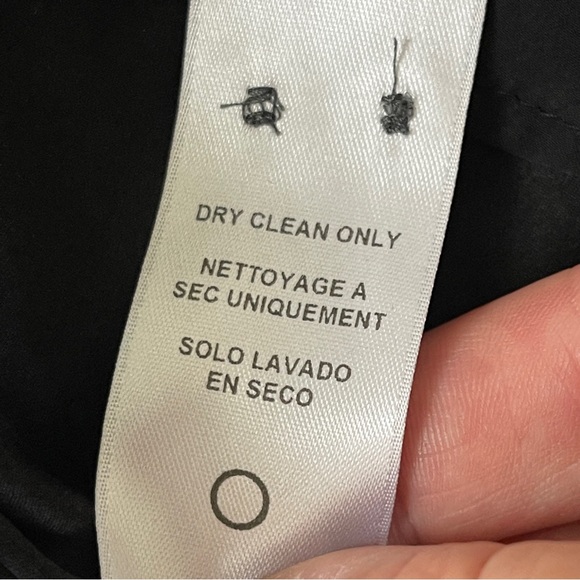 DRY CLEAN ONLY
NETTOYAGE A
SEC UNIQUEMENT
SOLO LAVADO
EN SECO